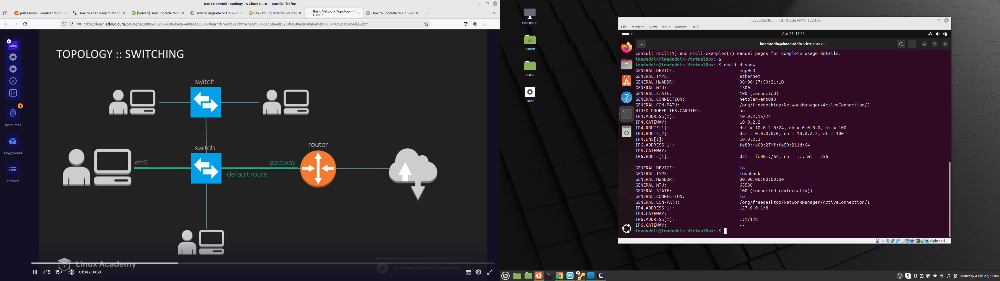 Basic Network Topology - A Cloud Guru — Mozilla Firefox
pulseaudio - Headset micro
How to enable my microph
[Solved] How upgrade from
How to upgrade to Linux Mi
How to upgrade to Linux Mi
Basic Network Topology - A
PLAYING
How to upgrade to Linux Mi
https://learn.acloud.guru/course/9233085d-0219-430e-b4ca-4408dee68049/learn/b7ee1b21-dfff-47e3-b954-5e1eba4df525/bc6304c8-50a8-49a9-9954-f615f0ab866d/watch
1
Resources
Playground
Lessons
TOPOLOGY :: SWITCHING
switch
switch
router
eth0
gateway
default route
Linux Academy
Linux Networking and Troubleshooting
15
15
01:34 / 04:58
Computer
Home
LOGS
code
imaduddin [Running] - Oracle VM VirtualBox
File Machine View Input Devices Help
Apr 27 17:45
imaduddin@imaduddin-VirtualBox: ~
Consult nmcli(1) and nmcli-examples(7) manual pages for complete usage details.
imaduddin@imaduddin-VirtualBox:~$
imaduddin@imaduddin-VirtualBox:~$ nmcli d show
GENERAL.DEVICE: enp0s3
GENERAL.TYPE: ethernet
GENERAL.HWADDR: 08:00:27:50:21:1D
GENERAL.MTU: 1500
GENERAL.STATE: 100 (connected)
GENERAL.CONNECTION: netplan-enp0s3
GENERAL.CON-PATH: /org/freedesktop/NetworkManager/ActiveConnection/2
WIRED-PROPERTIES.CARRIER: on
IP4.ADDRESS[1]: 10.0.2.15/24
IP4.GATEWAY: 10.0.2.2
IP4.ROUTE[1]: dst = 10.0.2.0/24, nh = 0.0.0.0, mt = 100
IP4.ROUTE[2]: dst = 0.0.0.0/0, nh = 10.0.2.2, mt = 100
IP4.DNS[1]: 10.0.2.3
IP6.ADDRESS[1]: fe80::a00:27ff:fe50:211d/64
IP6.GATEWAY: --
IP6.ROUTE[1]: dst = fe80::/64, nh = ::, mt = 256
GENERAL.DEVICE: lo
GENERAL.TYPE: loopback
GENERAL.HWADDR: 00:00:00:00:00:00
GENERAL.MTU: 65536
GENERAL.STATE: 100 (connected (externally))
GENERAL.CONNECTION: lo
GENERAL.CON-PATH: /org/freedesktop/NetworkManager/ActiveConnection/1
IP4.ADDRESS[1]: 127.0.0.1/8
IP4.GATEWAY: --
IP6.ADDRESS[1]: ::1/128
IP6.GATEWAY: --
imaduddin@imaduddin-VirtualBox:~$
Right Ctrl
Saturday April 27, 17:45